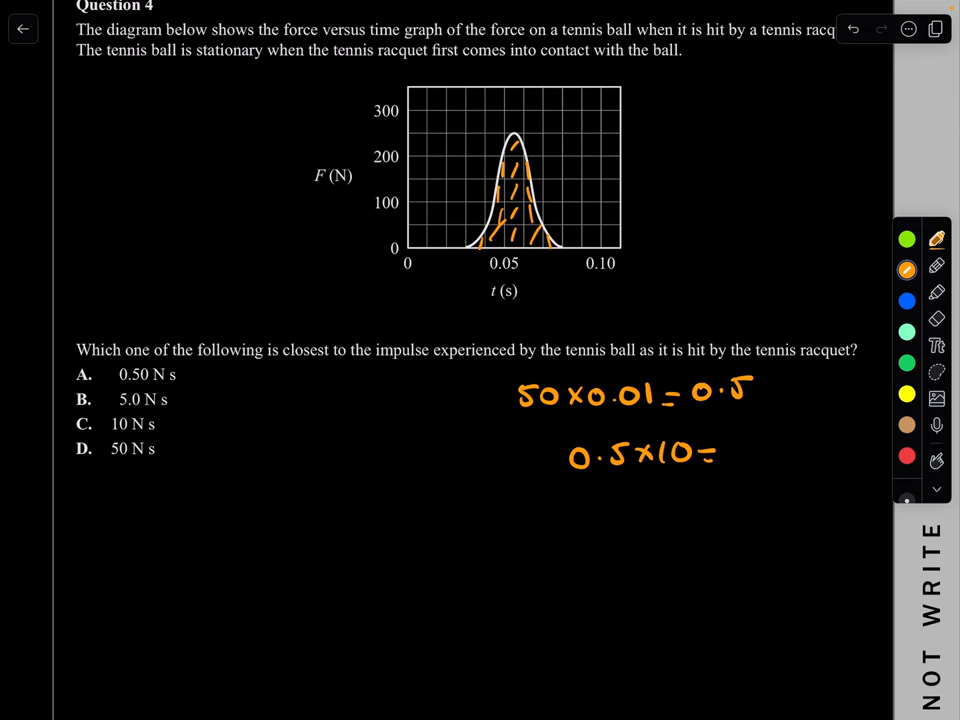 Question 4
The diagram below shows the force versus time graph of the force on a tennis ball when it is hit by a tennis
The tennis ball is stationary when the tennis racquet first comes into contact with the ball.
300
200
F (N)
100
0
0 0.05 0.10
t (s)
Which one of the following is closest to the impulse experienced by the tennis ball as it is hit by the tennis racquet?
A. 0.50 N s
B. 5.0 N s
C. 10 N s
D. 50 N s
50×0.01=0.5
0.5×10=
Tт
NOT WRITE